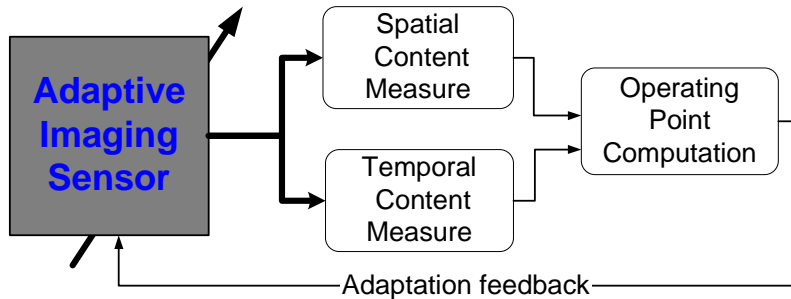 Adaptive
Imaging
Sensor
Spatial
Content
Measure
Temporal
Content
Measure
Operating
Point
Computation
Adaptation feedback